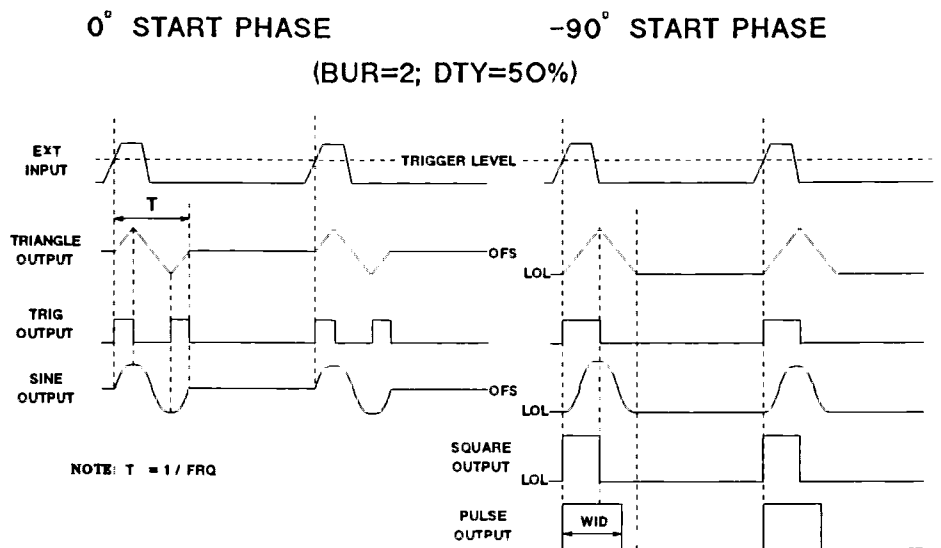 0° START PHASE
-90° START PHASE
(BUR=2; DTY=50%)
EXT
INPUT
TRIGGER LEVEL
T
TRIANGLE
OUTPUT
OFS
LOL
TRIG
OUTPUT
SINE
OUTPUT
OFS
LOL
NOTE: T = 1 / FRQ
SQUARE
OUTPUT
LOL
PULSE
OUTPUT
WID